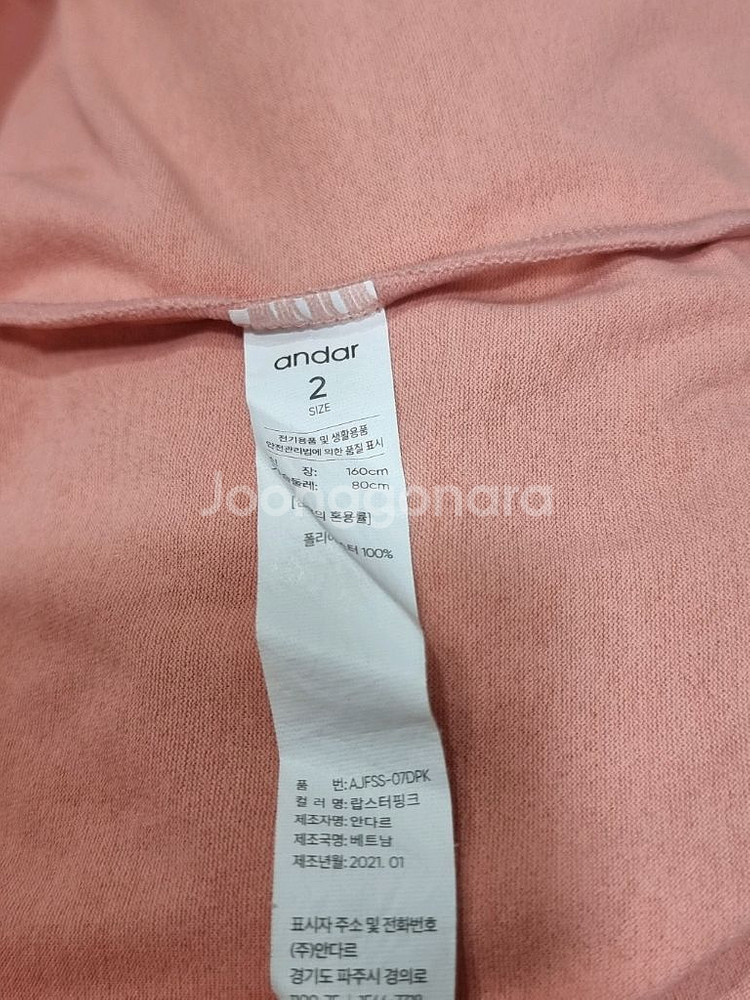 andar
2
SIZE
전기용품 및 생활용품
안전관리법에 의한 품질 표시
장: 160cm
80cm
Joonggonara
혼용률]
100%
품 번: AJFSS-07DPK
컬 러 명: 랍스터핑크
제조자명: 안다르
제조국명: 베트남
제조년월: 2021. 01
표시자 주소 및 전화번호
(주)안다르
경기도 파주시 경의로